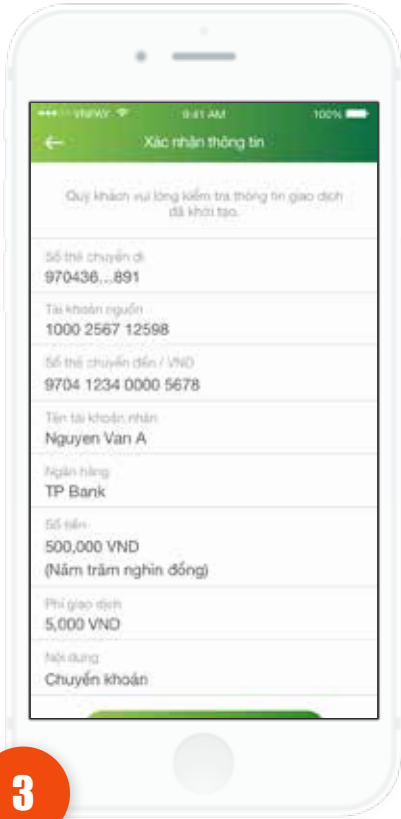 9:41 AM
100%
Xác nhận thông tin
Quý khách vui lòng kiểm tra thông tin giao dịch
đã khởi tạo.
Số thẻ chuyển đi
970436...891
Tài khoản nguồn
1000 2567 12598
Số thẻ chuyển đến / VND
9704 1234 0000 5678
Tên tài khoản nhận
Nguyen Van A
Ngân hàng
TP Bank
Số tiền
500,000 VND
(Năm trăm nghìn đồng)
Phí giao dịch
5,000 VND
Nội dung
Chuyển khoản
3